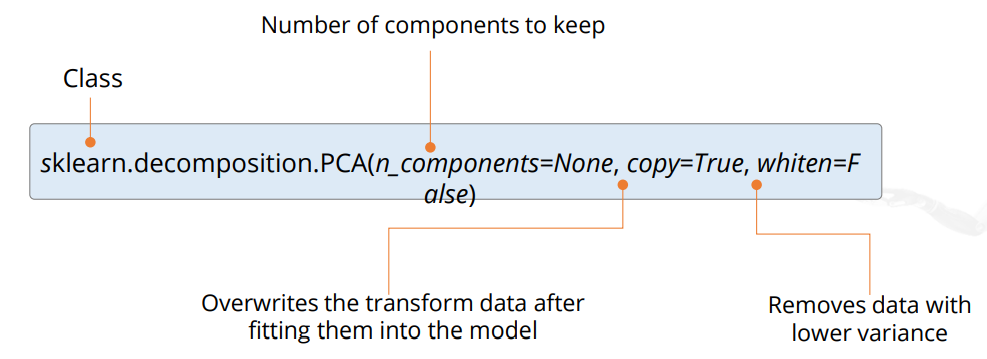 Number of components to keep
Class
sklearn.decomposition.PCA(n_components=None, copy=True, whiten=F
alse)
Overwrites the transform data after
fitting them into the model
Removes data with
lower variance